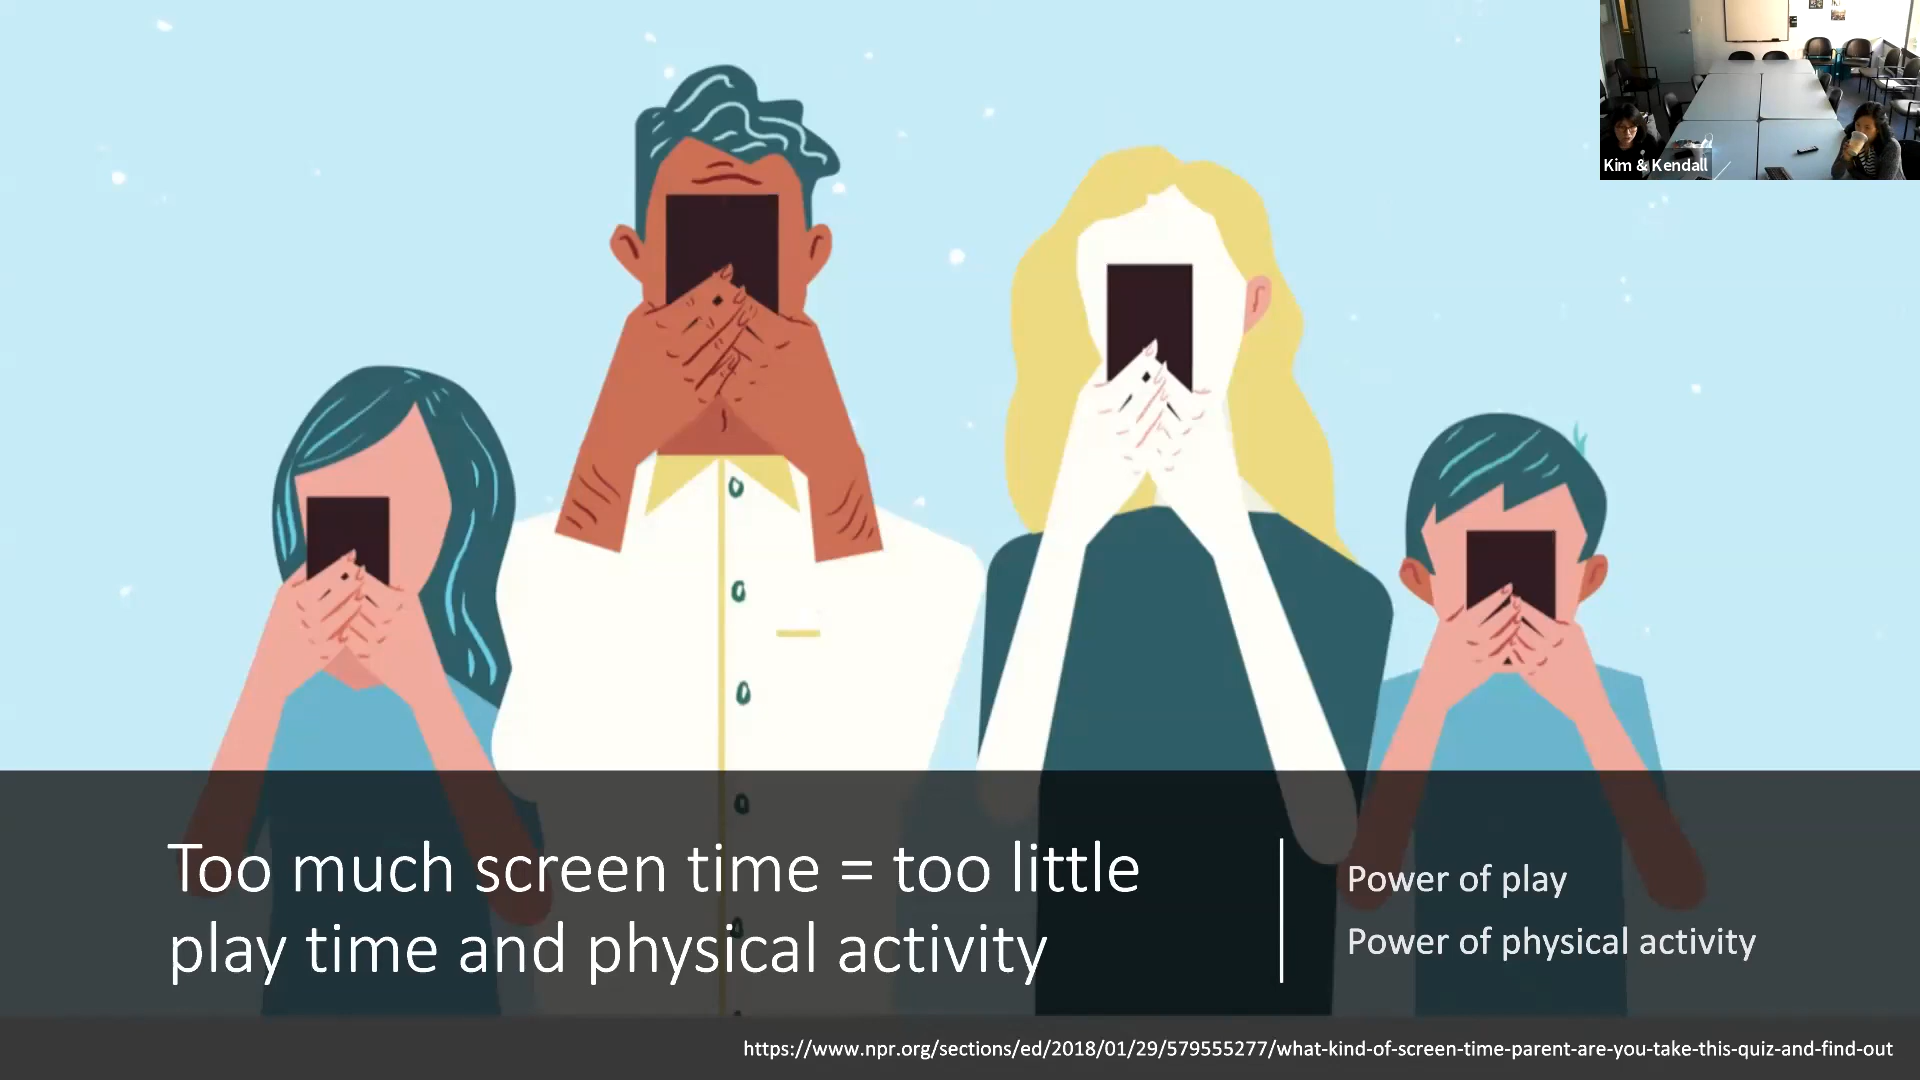 Kim & Kendall
Too much screen time = too little
play time and physical activity
Power of play
Power of physical activity
https://www.npr.org/sections/ed/2018/01/29/579555277/what-kind-of-screen-time-parent-are-you-take-this-quiz-and-find-out